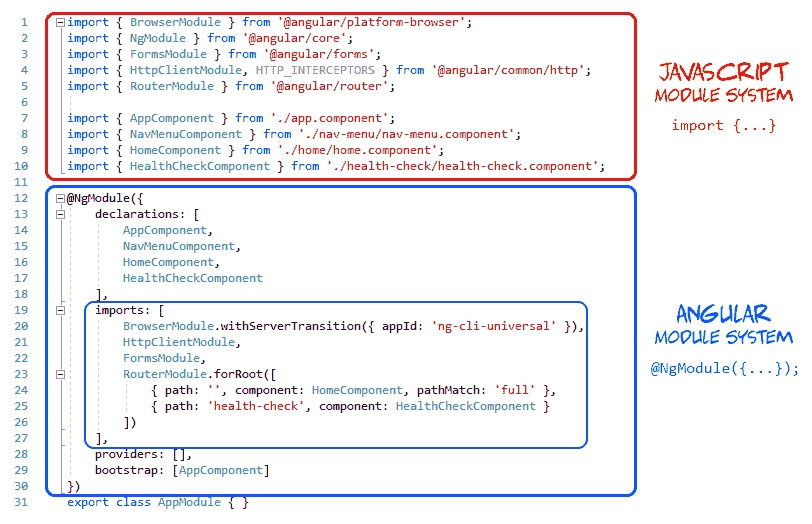 1 import { BrowserModule } from '@angular/platform-browser';
2 import { NgModule } from '@angular/core';
3 import { FormsModule } from '@angular/forms';
4 import { HttpClientModule, HTTP_INTERCEPTORS } from '@angular/common/http';
5 import { RouterModule } from '@angular/router';
6
7 import { AppComponent } from './app.component';
8 import { NavMenuComponent } from './nav-menu/nav-menu.component';
9 import { HomeComponent } from './home/home.component';
10 import { HealthCheckComponent } from './health-check/health-check.component';
11
12 @NgModule({
13     declarations: [
14         AppComponent,
15         NavMenuComponent,
16         HomeComponent,
17         HealthCheckComponent
18     ],
19     imports: [
20         BrowserModule.withServerTransition({ appId: 'ng-cli-universal' }),
21         HttpClientModule,
22         FormsModule,
23         RouterModule.forRoot([
24             { path: '', component: HomeComponent, pathMatch: 'full' },
25             { path: 'health-check', component: HealthCheckComponent }
26         ])
27     ],
28     providers: [],
29     bootstrap: [AppComponent]
30 })
31 export class AppModule { }
JAVASCRIPT
MODULE SYSTEM
import {...}
ANGULAR
MODULE SYSTEM
@NgModule({...});